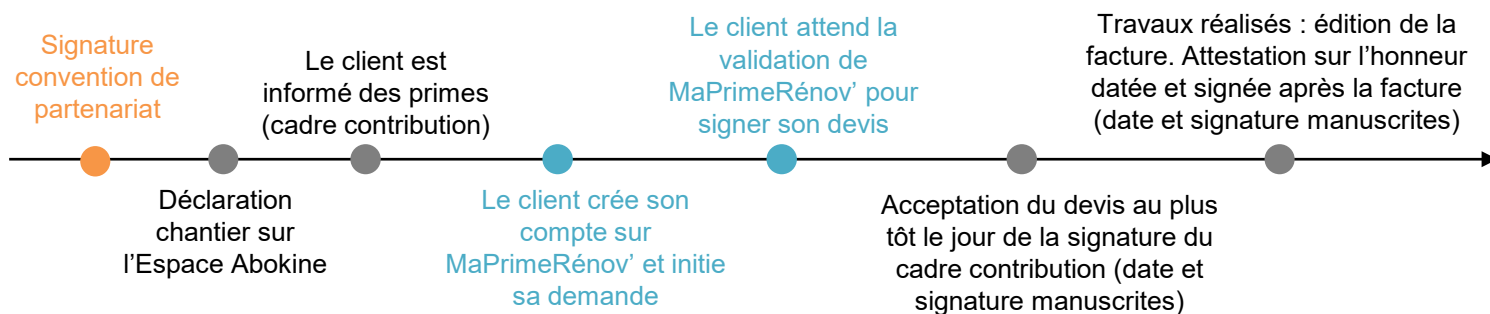 Signature
convention de
partenariat
Déclaration
chantier sur
l’Espace Abokine
Le client est
informé des primes
(cadre contribution)
Le client crée son
compte sur
MaPrimeRénov’ et initie
sa demande
Le client attend la
validation de
MaPrimeRénov’ pour
signer son devis
Acceptation du devis au plus
tôt le jour de la signature du
cadre contribution (date et
signature manuscrites)
Travaux réalisés : édition de la
facture. Attestation sur l’honneur
datée et signée après la facture
(date et signature manuscrites)